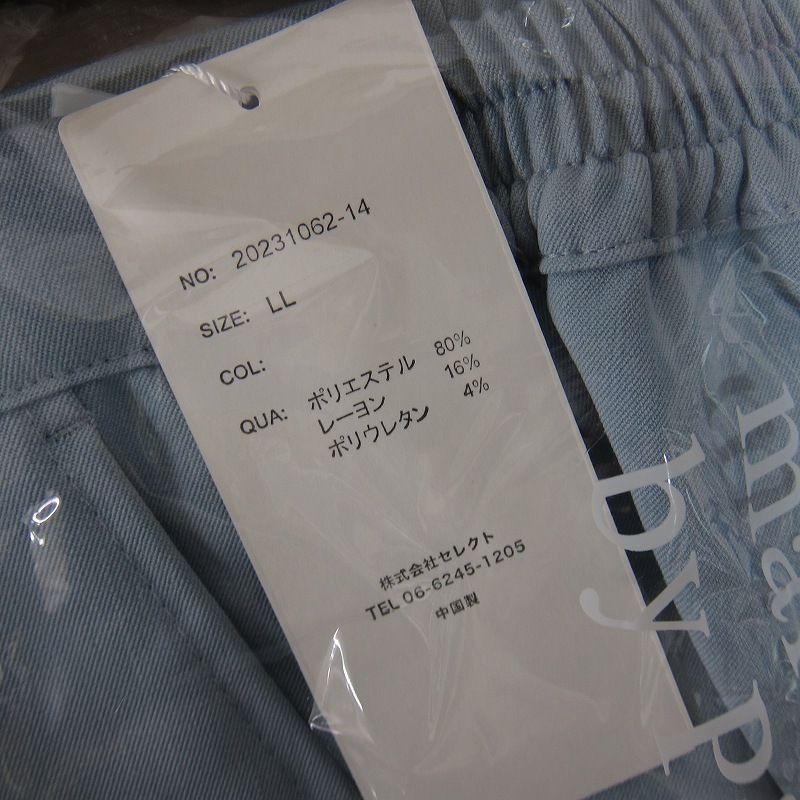 NO: 20231062-14
SIZE: LL
COL:
QUA: ポリエステル 80%
レーヨン 16%
ポリウレタン 4%
株式会社セレクト
TEL 06-6245-1205
中国製
by